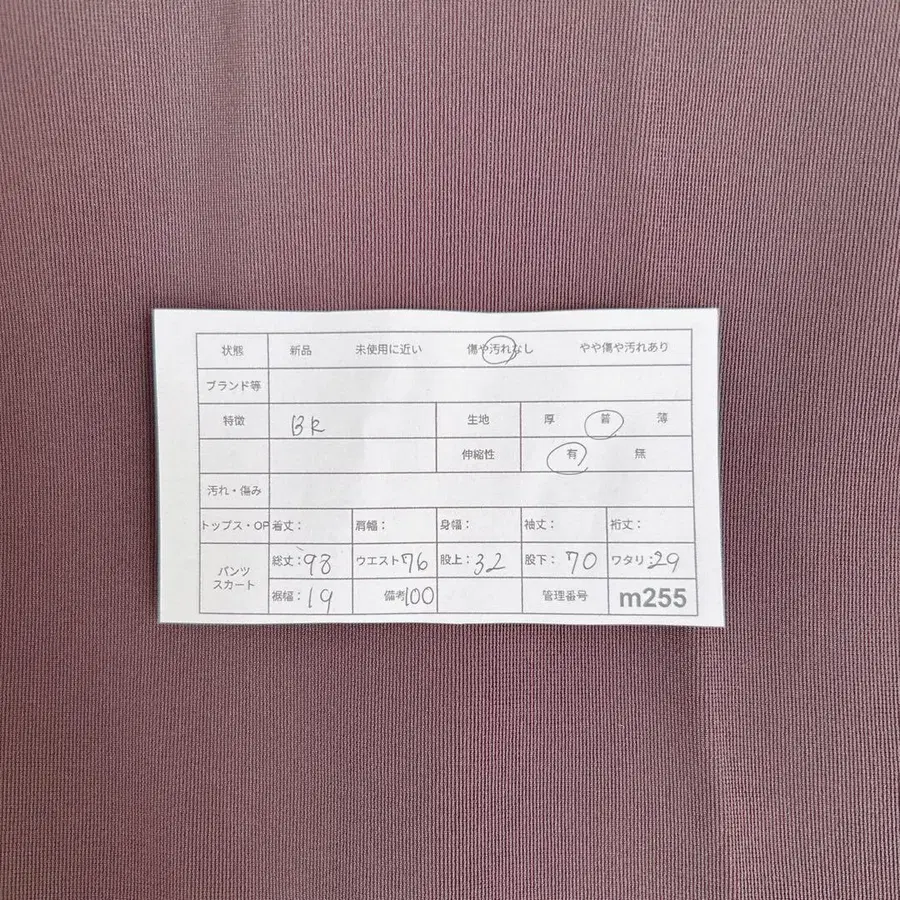 状態 新品 未使用に近い 傷や汚れなし やや傷や汚れあり
ブランド等
特徴 BK 生地 厚 普 薄
伸縮性 有 無
汚れ・傷み
トップス・OP 着丈: 肩幅: 身幅: 袖丈: 裄丈:
パンツ スカート 総丈:98 ウエスト76 股上:32 股下:70 ワタリ:29
裾幅:19 備考100 管理番号 m255